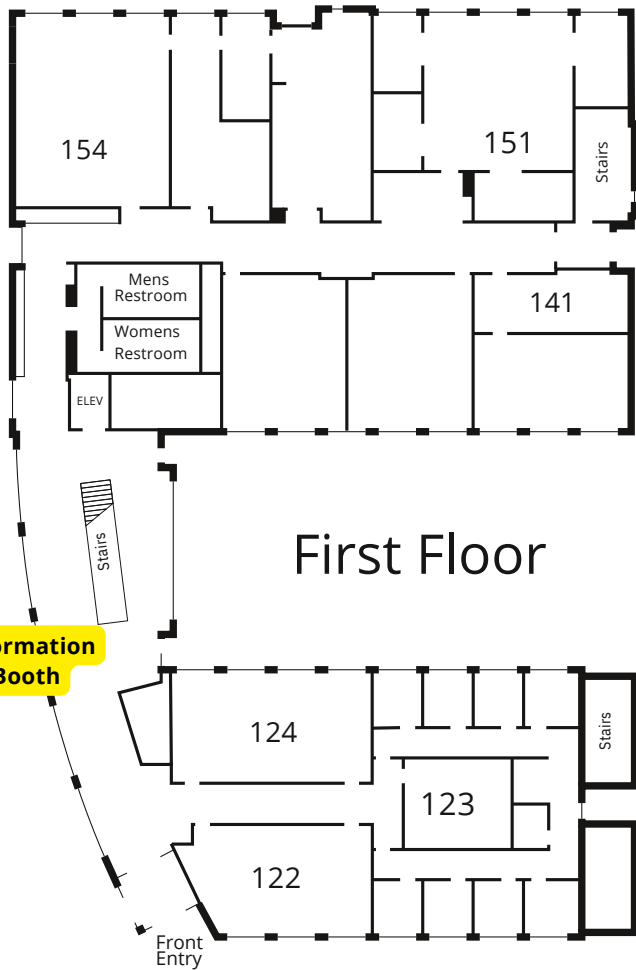 154
151
Stairs
Mens
Restroom
Womens
Restroom
141
ELEV
Stairs
First Floor
ormation
Booth
124
Stairs
123
122
Front
Entry